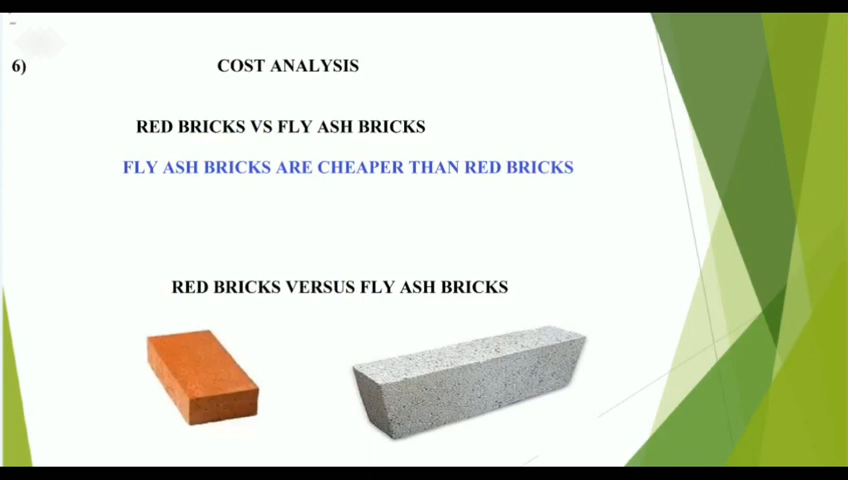 6) COST ANALYSIS
RED BRICKS VS FLY ASH BRICKS
FLY ASH BRICKS ARE CHEAPER THAN RED BRICKS
RED BRICKS VERSUS FLY ASH BRICKS